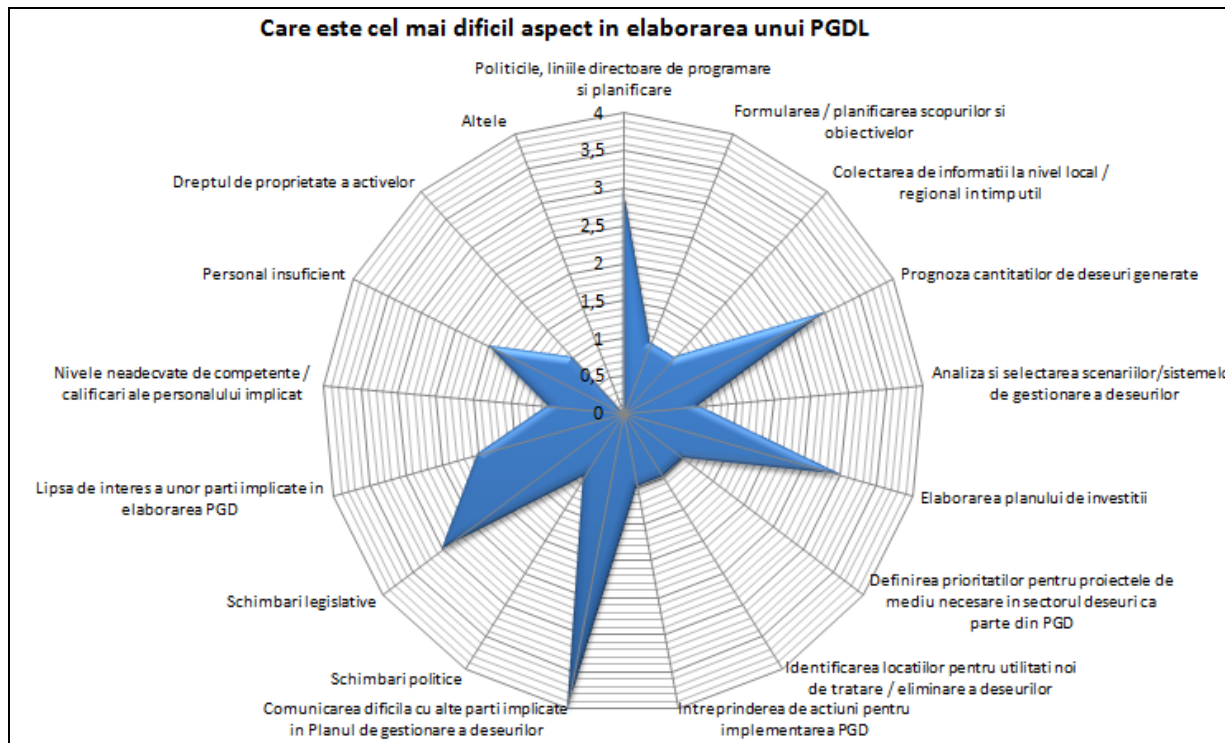 Care este cel mai dificil aspect in elaborarea unui PGDL
Politicile, liniile directoare de programare
si planificare
Formularea / planificarea scopurilor si
obiectivelor
Colectarea de informatii la nivel local /
regional in timp util
Prognoza cantitatilor de deseuri generate
Analiza si selectarea scenariilor/sistemelo
de gestionare a deseurilor
Elaborarea planului de investitii
Definirea prioritatilor pentru proiectele de
mediu necesare in sectorul deseuri ca
parte din PGD
Identificarea locatiilor pentru utilitati noi
de tratare / eliminare a deseurilor
Intreprinderea de actiuni pentru
implementarea PGD
Comunicarea dificila cu alte parti implicate
in Planul de gestionare a deseurilor
Schimbari politice
Schimbari legislative
Lipsa de interes a unor parti implicate in
elaborarea PGD
Nivele neadecvate de competente /
calificari ale personalului implicat
Personal insuficient
Dreptul de proprietate a activelor
Altele
4
3,5
3
2,5
2
1,5
1
0,5
0